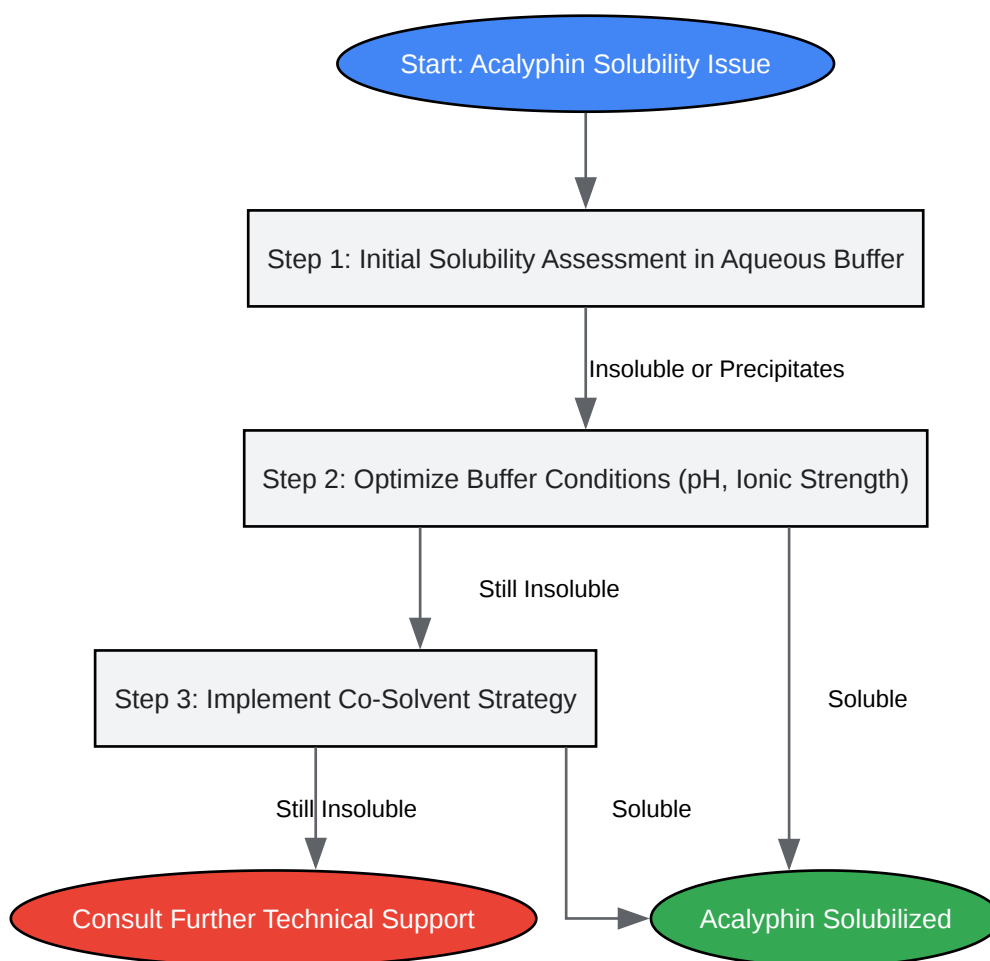 Start: Acalyphin Solubility Issue
Step 1: Initial Solubility Assessment in Aqueous Buffer
Insoluble or Precipitates
Step 2: Optimize Buffer Conditions (pH, Ionic Strength)
Still Insoluble
Step 3: Implement Co-Solvent Strategy
Soluble
Still Insoluble
Soluble
Consult Further Technical Support
Acalyphin Solubilized